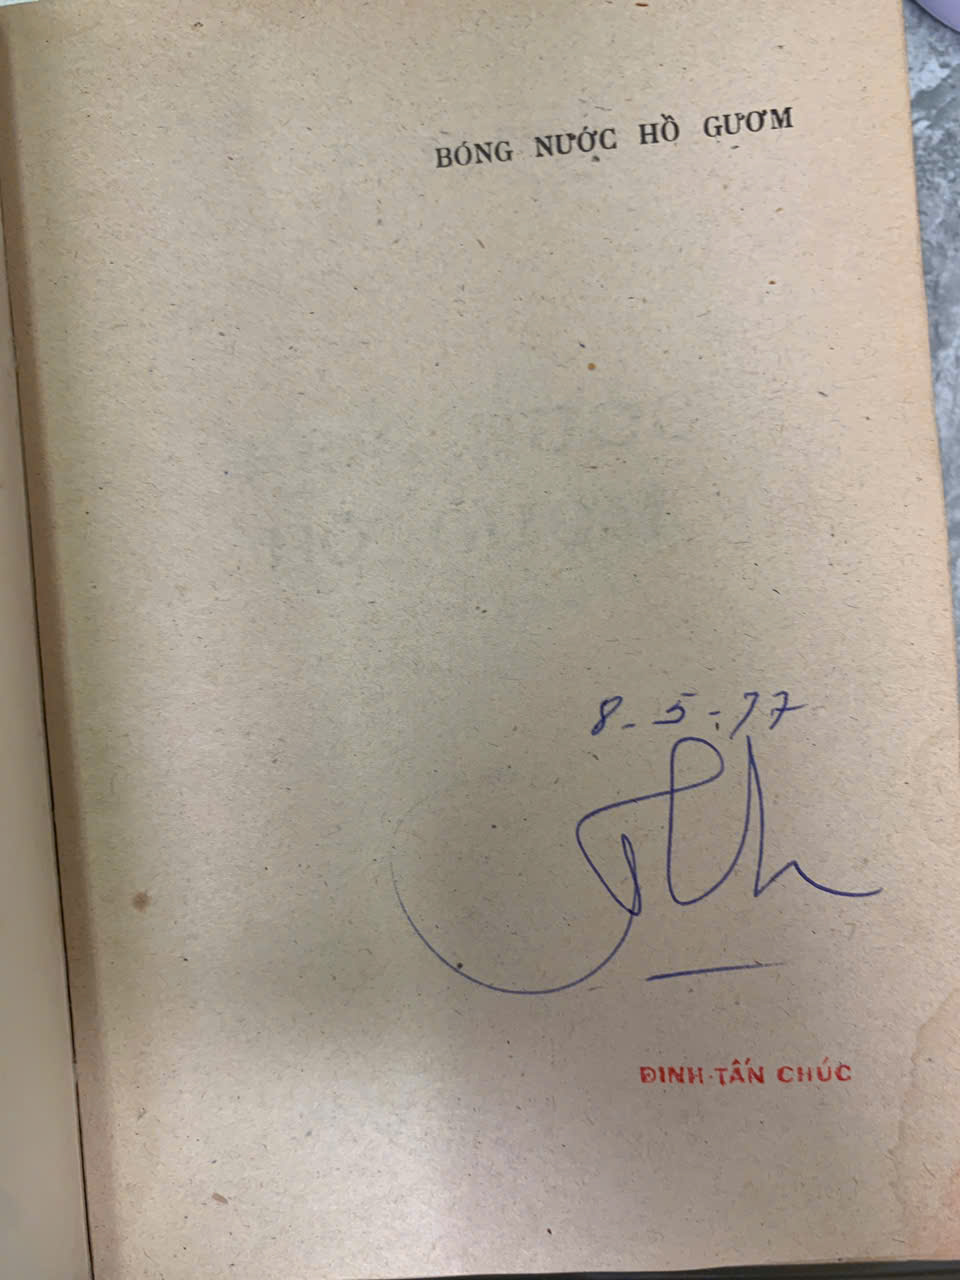 BÓNG NƯỚC HỒ GƯƠM
8-5-77
ĐINH-TẤN CHÚC